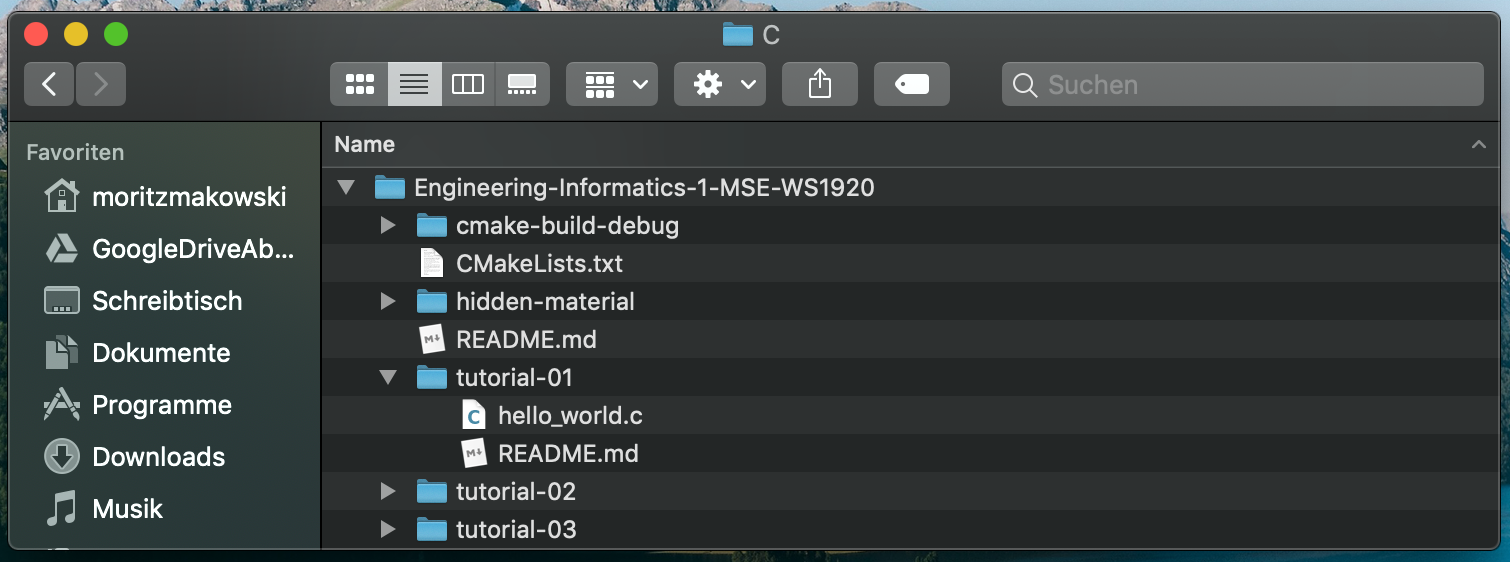 C
Suchen
Favoriten
moritzmakowski
GoogleDriveAb...
Schreibtisch
Dokumente
Programme
Downloads
Musik
Name
Engineering-Informatics-1-MSE-WS1920
cmake-build-debug
CMakeLists.txt
hidden-material
M README.md
tutorial-01
C hello_world.c
M README.md
tutorial-02
tutorial-03